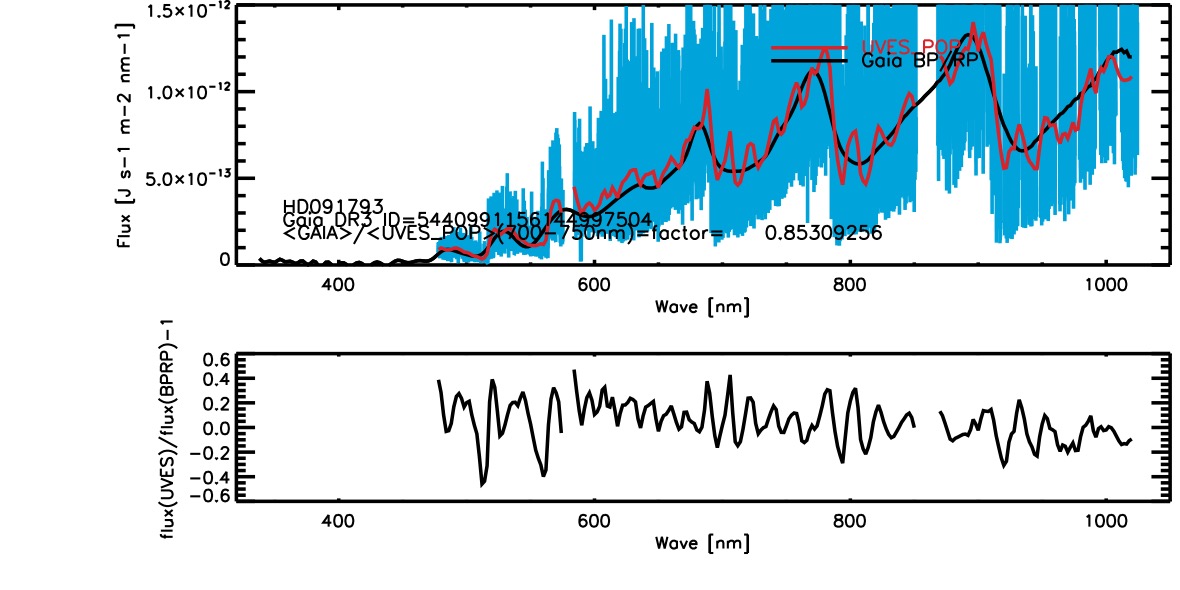 1.5×10⁻¹²
1.0×10⁻¹²
5.0×10⁻¹³
0
Flux [J s−1 m−2 nm−1]
UVES_POP
Gaia BP/RP
HD091793
Gaia DR3 ID=5440991156144997504
<GAIA>/<UVES_POP>(700−750nm)=factor= 0.85309256
400 600 800 1000
Wave [nm]
0.6
0.4
0.2
0.0
−0.2
−0.4
−0.6
flux(UVES)/flux(BPRP)−1
400 600 800 1000
Wave [nm]